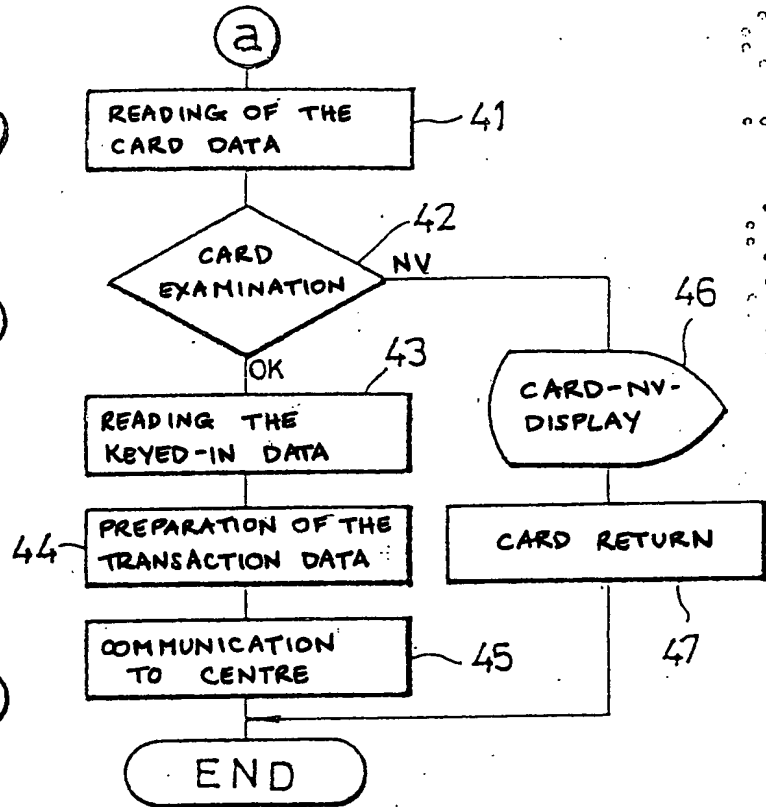 a
READING OF THE
CARD DATA
41
CARD
EXAMINATION
42
NV
OK
READING THE
KEYED-IN DATA
43
CARD-NV-
DISPLAY
46
44
PREPARATION OF THE
TRANSACTION DATA
CARD RETURN
47
COMMUNICATION
TO CENTRE
45
END